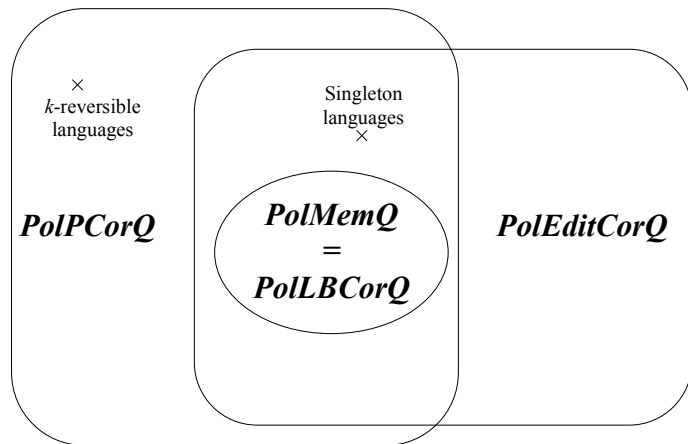 k-reversible
languages
Singleton
languages
PolPCorQ
PolMemQ
=
PolLBCorQ
PolEditCorQ